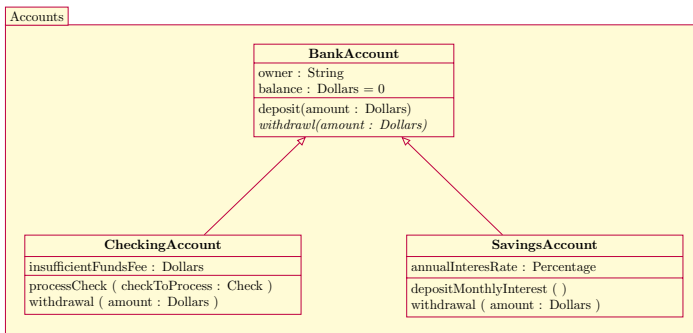 Accounts
BankAccount
owner : String
balance : Dollars = 0
deposit(amount : Dollars)
withdrawl(amount : Dollars)
CheckingAccount
insufficientFundsFee : Dollars
processCheck ( checkToProcess : Check )
withdrawal ( amount : Dollars )
SavingsAccount
annualInteresRate : Percentage
depositMonthlyInterest ( )
withdrawal ( amount : Dollars )